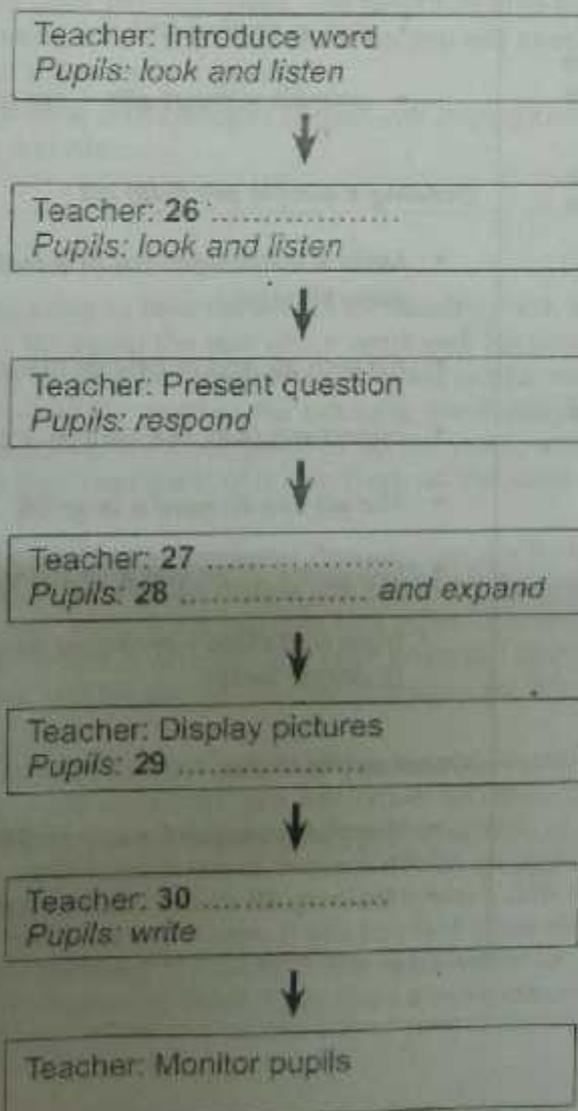 Teacher: Introduce word
Pupils: look and listen
Teacher: 26 ....................
Pupils: look and listen
Teacher: Present question
Pupils: respond
Teacher: 27 ....................
Pupils: 28 .................... and expand
Teacher: Display pictures
Pupils: 29 ....................
Teacher: 30 ....................
Pupils: write
Teacher: Monitor pupils